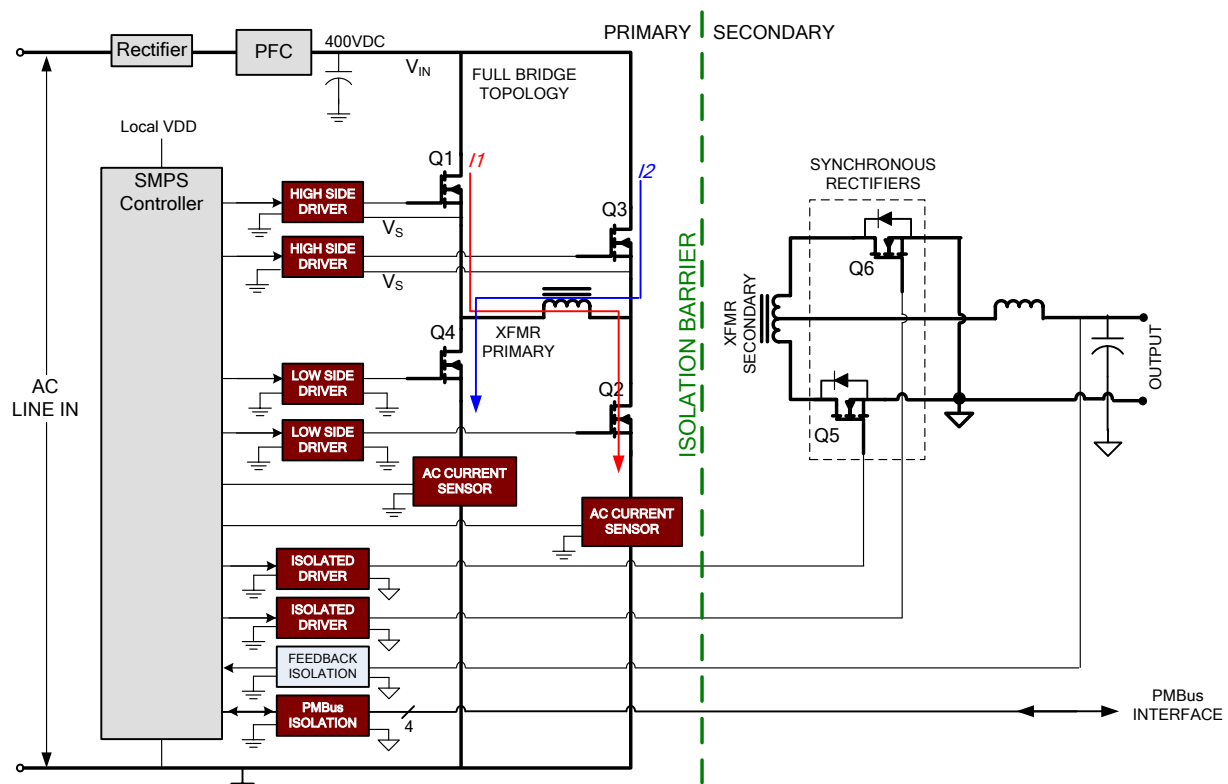 PRIMARY
SECONDARY
Rectifier
PFC
400VDC
VIN
FULL BRIDGE
TOPOLOGY
Local VDD
SMPS
Controller
Q1
I1
I2
HIGH SIDE
DRIVER
VS
Q3
HIGH SIDE
DRIVER
VS
SYNCHRONOUS
RECTIFIERS
Q6
ISOLATION BARRIER
XFMR
SECONDARY
Q4
XFMR
PRIMARY
OUTPUT
AC
LINE IN
LOW SIDE
DRIVER
Q2
Q5
LOW SIDE
DRIVER
AC CURRENT
SENSOR
AC CURRENT
SENSOR
ISOLATED
DRIVER
ISOLATED
DRIVER
FEEDBACK
ISOLATION
PMBus
ISOLATION
4
PMBus
INTERFACE